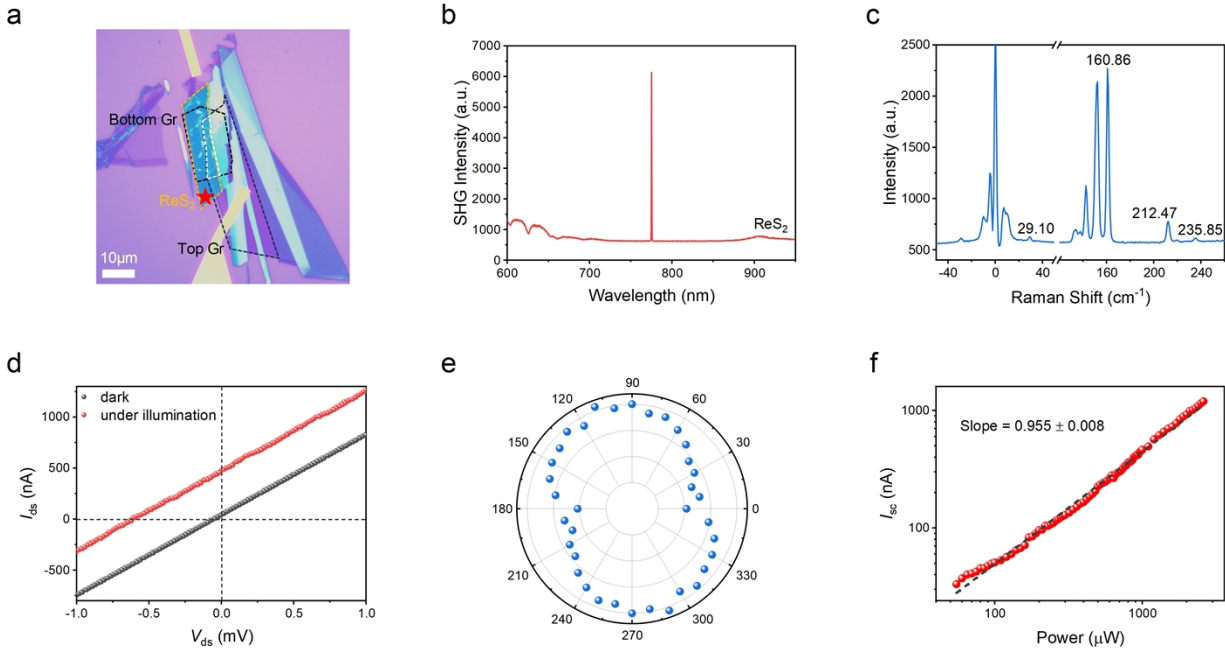 a
Bottom Gr
ReS2
Top Gr
10μm
b
7000
6000
5000
4000
3000
2000
1000
0
600
700
800
900
SHG Intensity (a.u.)
Wavelength (nm)
ReS2
c
2500
2000
1500
1000
500
-40
0
40
160
200
240
Intensity (a.u.)
Raman Shift (cm-1)
29.10
160.86
212.47
235.85
d
dark
under illumination
1000
500
0
-500
-1.0
-0.5
0.0
0.5
1.0
Ids (nA)
Vds (mV)
e
90
60
30
0
330
300
270
240
210
180
150
120
f
Slope = 0.955 ± 0.008
1000
100
100
1000
Isc (nA)
Power (μW)